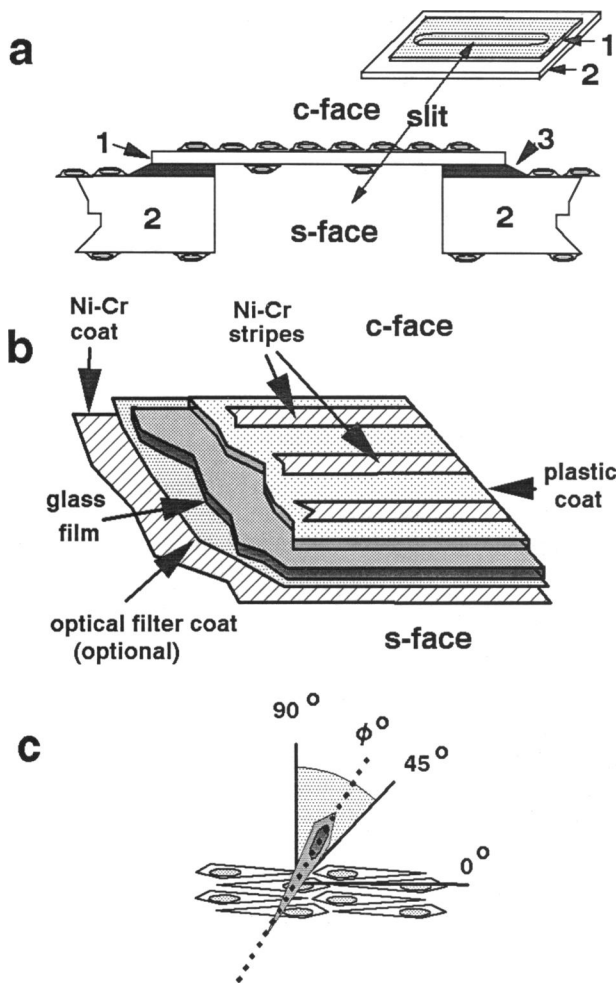 a
1
2
c-face
slit
1
3
2
s-face
2
Ni-Cr
coat
Ni-Cr
stripes
c-face
b
glass
film
plastic
coat
optical filter coat
(optional)
s-face
c
90 °
ϕ°
45 °
0 °